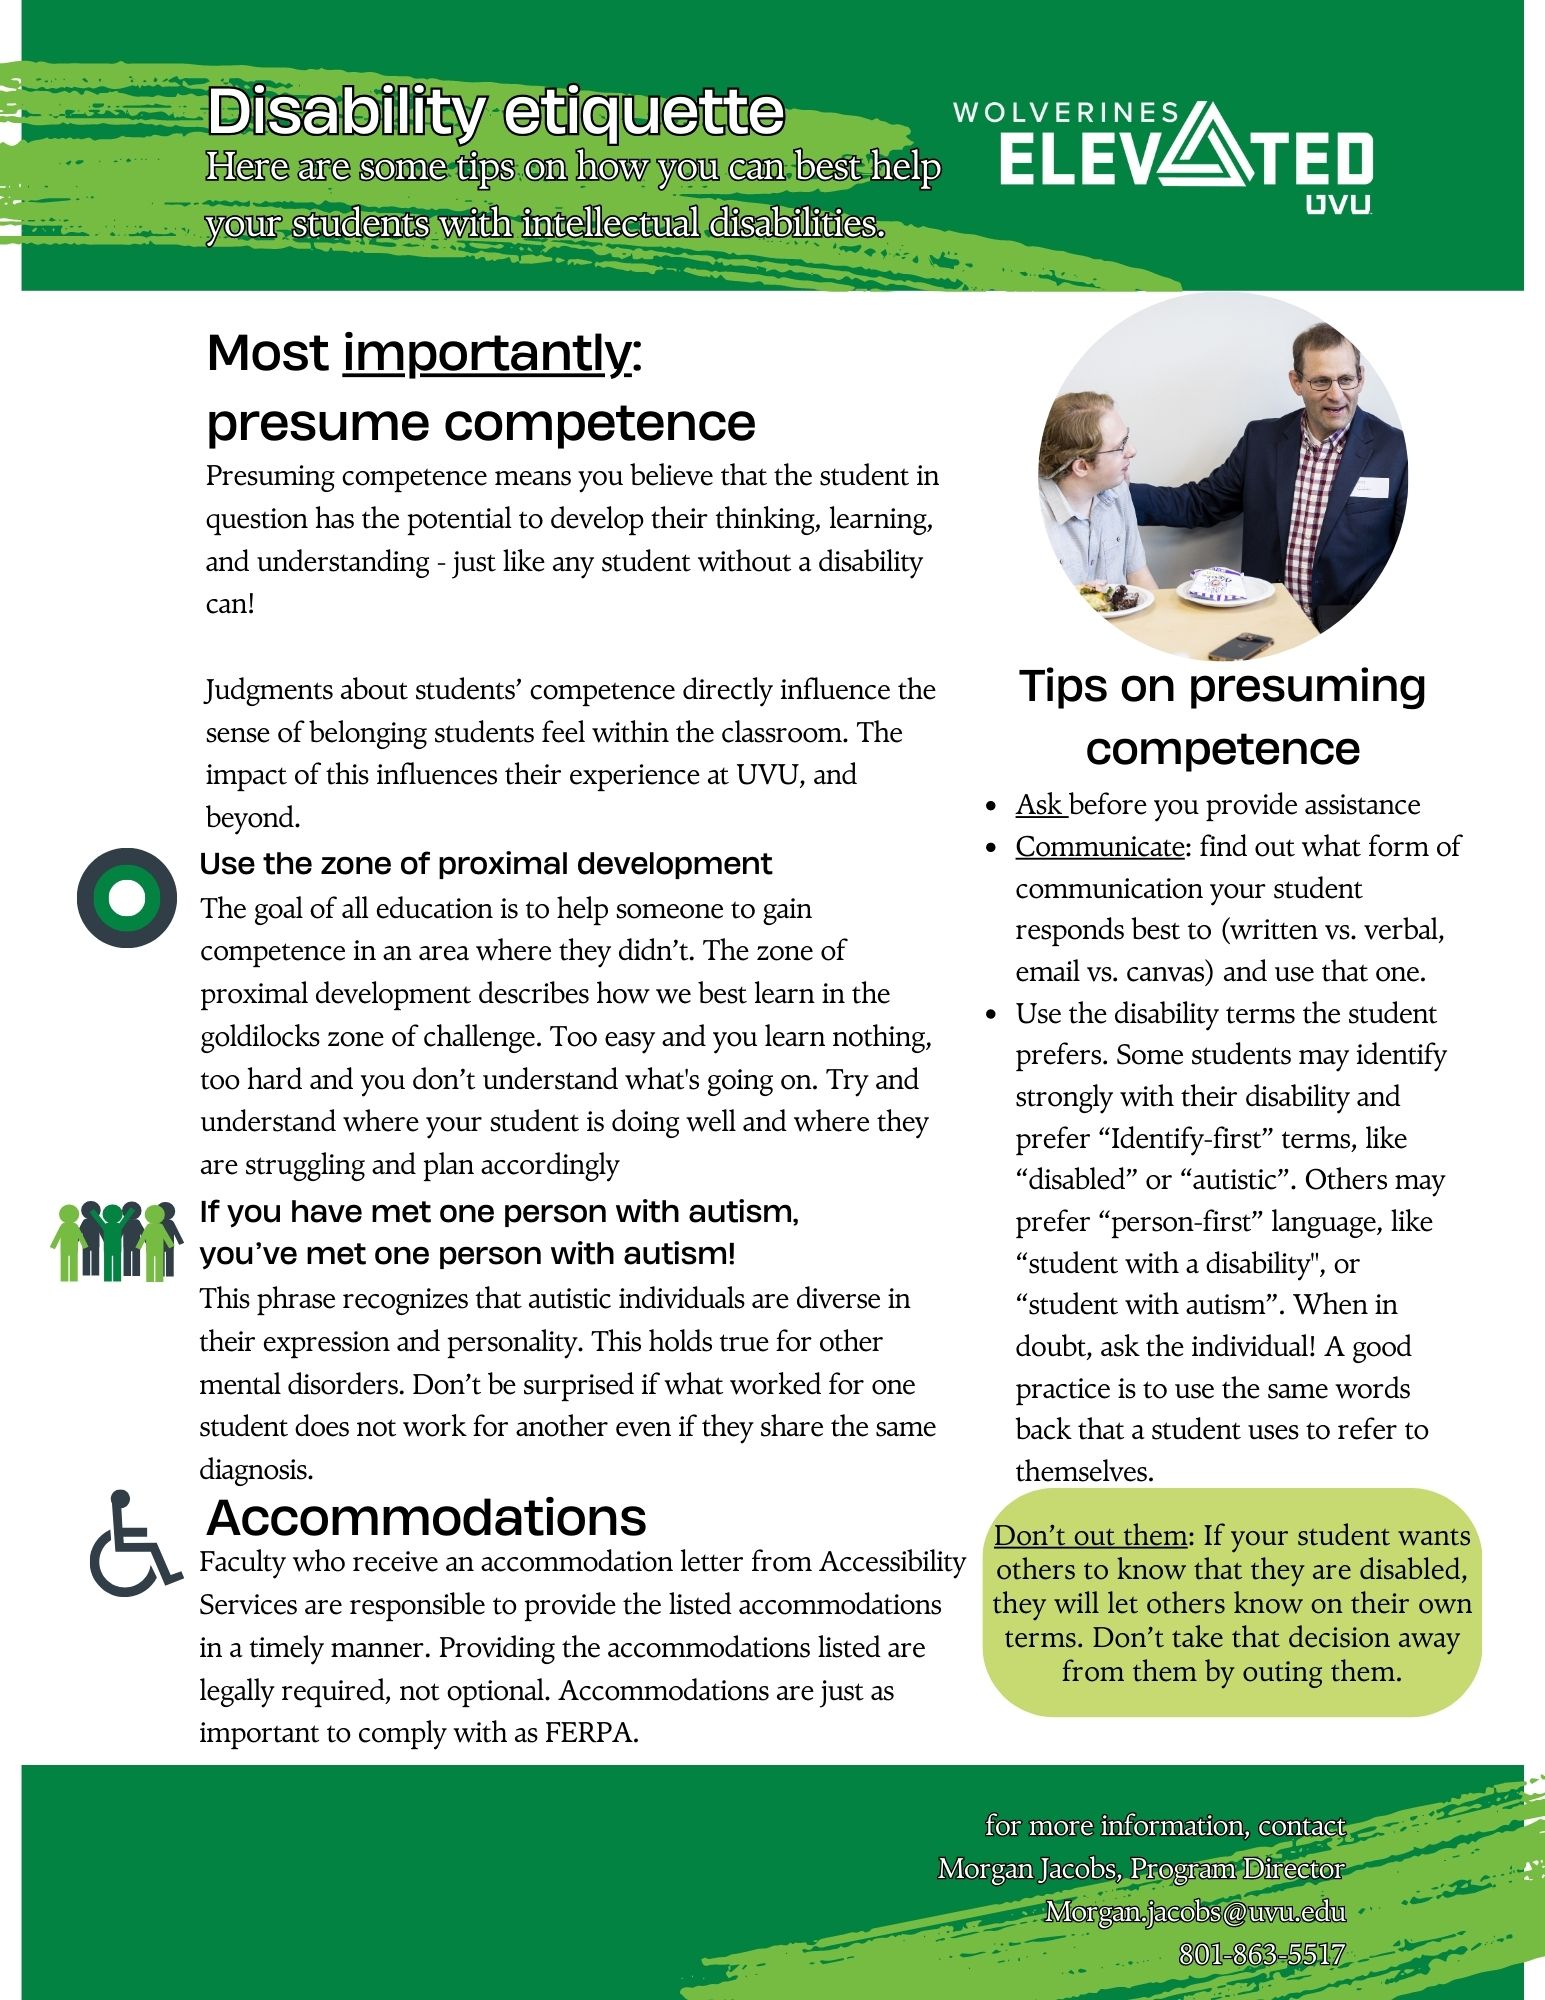 Disability etiquette
Here are some tips on how you can best help
your students with intellectual disabilities.
WOLVERINES
ELEVATED
UVU
Most importantly:
presume competence
Presuming competence means you believe that the student in
question has the potential to develop their thinking, learning,
and understanding - just like any student without a disability
can!
Judgments about students’ competence directly influence the
sense of belonging students feel within the classroom. The
impact of this influences their experience at UVU, and
beyond.
Use the zone of proximal development
The goal of all education is to help someone to gain
competence in an area where they didn’t. The zone of
proximal development describes how we best learn in the
goldilocks zone of challenge. Too easy and you learn nothing,
too hard and you don’t understand what's going on. Try and
understand where your student is doing well and where they
are struggling and plan accordingly
If you have met one person with autism,
you’ve met one person with autism!
This phrase recognizes that autistic individuals are diverse in
their expression and personality. This holds true for other
mental disorders. Don’t be surprised if what worked for one
student does not work for another even if they share the same
diagnosis.
Accommodations
Faculty who receive an accommodation letter from Accessibility
Services are responsible to provide the listed accommodations
in a timely manner. Providing the accommodations listed are
legally required, not optional. Accommodations are just as
important to comply with as FERPA.
Tips on presuming
competence
• Ask before you provide assistance
• Communicate: find out what form of
communication your student
responds best to (written vs. verbal,
email vs. canvas) and use that one.
• Use the disability terms the student
prefers. Some students may identify
strongly with their disability and
prefer “Identify-first” terms, like
“disabled” or “autistic”. Others may
prefer “person-first” language, like
“student with a disability", or
“student with autism”. When in
doubt, ask the individual! A good
practice is to use the same words
back that a student uses to refer to
themselves.
Don’t out them: If your student wants
others to know that they are disabled,
they will let others know on their own
terms. Don’t take that decision away
from them by outing them.
for more information, contact
Morgan Jacobs, Program Director
Morgan.jacobs@uvu.edu
801-863-5517